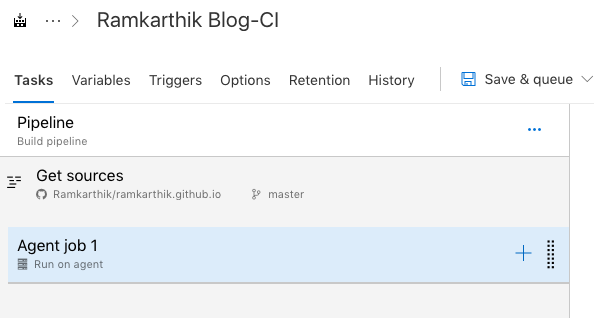 ··· > Ramkarthik Blog-CI
Tasks Variables Triggers Options Retention History Save & queue
Pipeline
Build pipeline
Get sources
Ramkarthik/ramkarthik.github.io master
Agent job 1
Run on agent